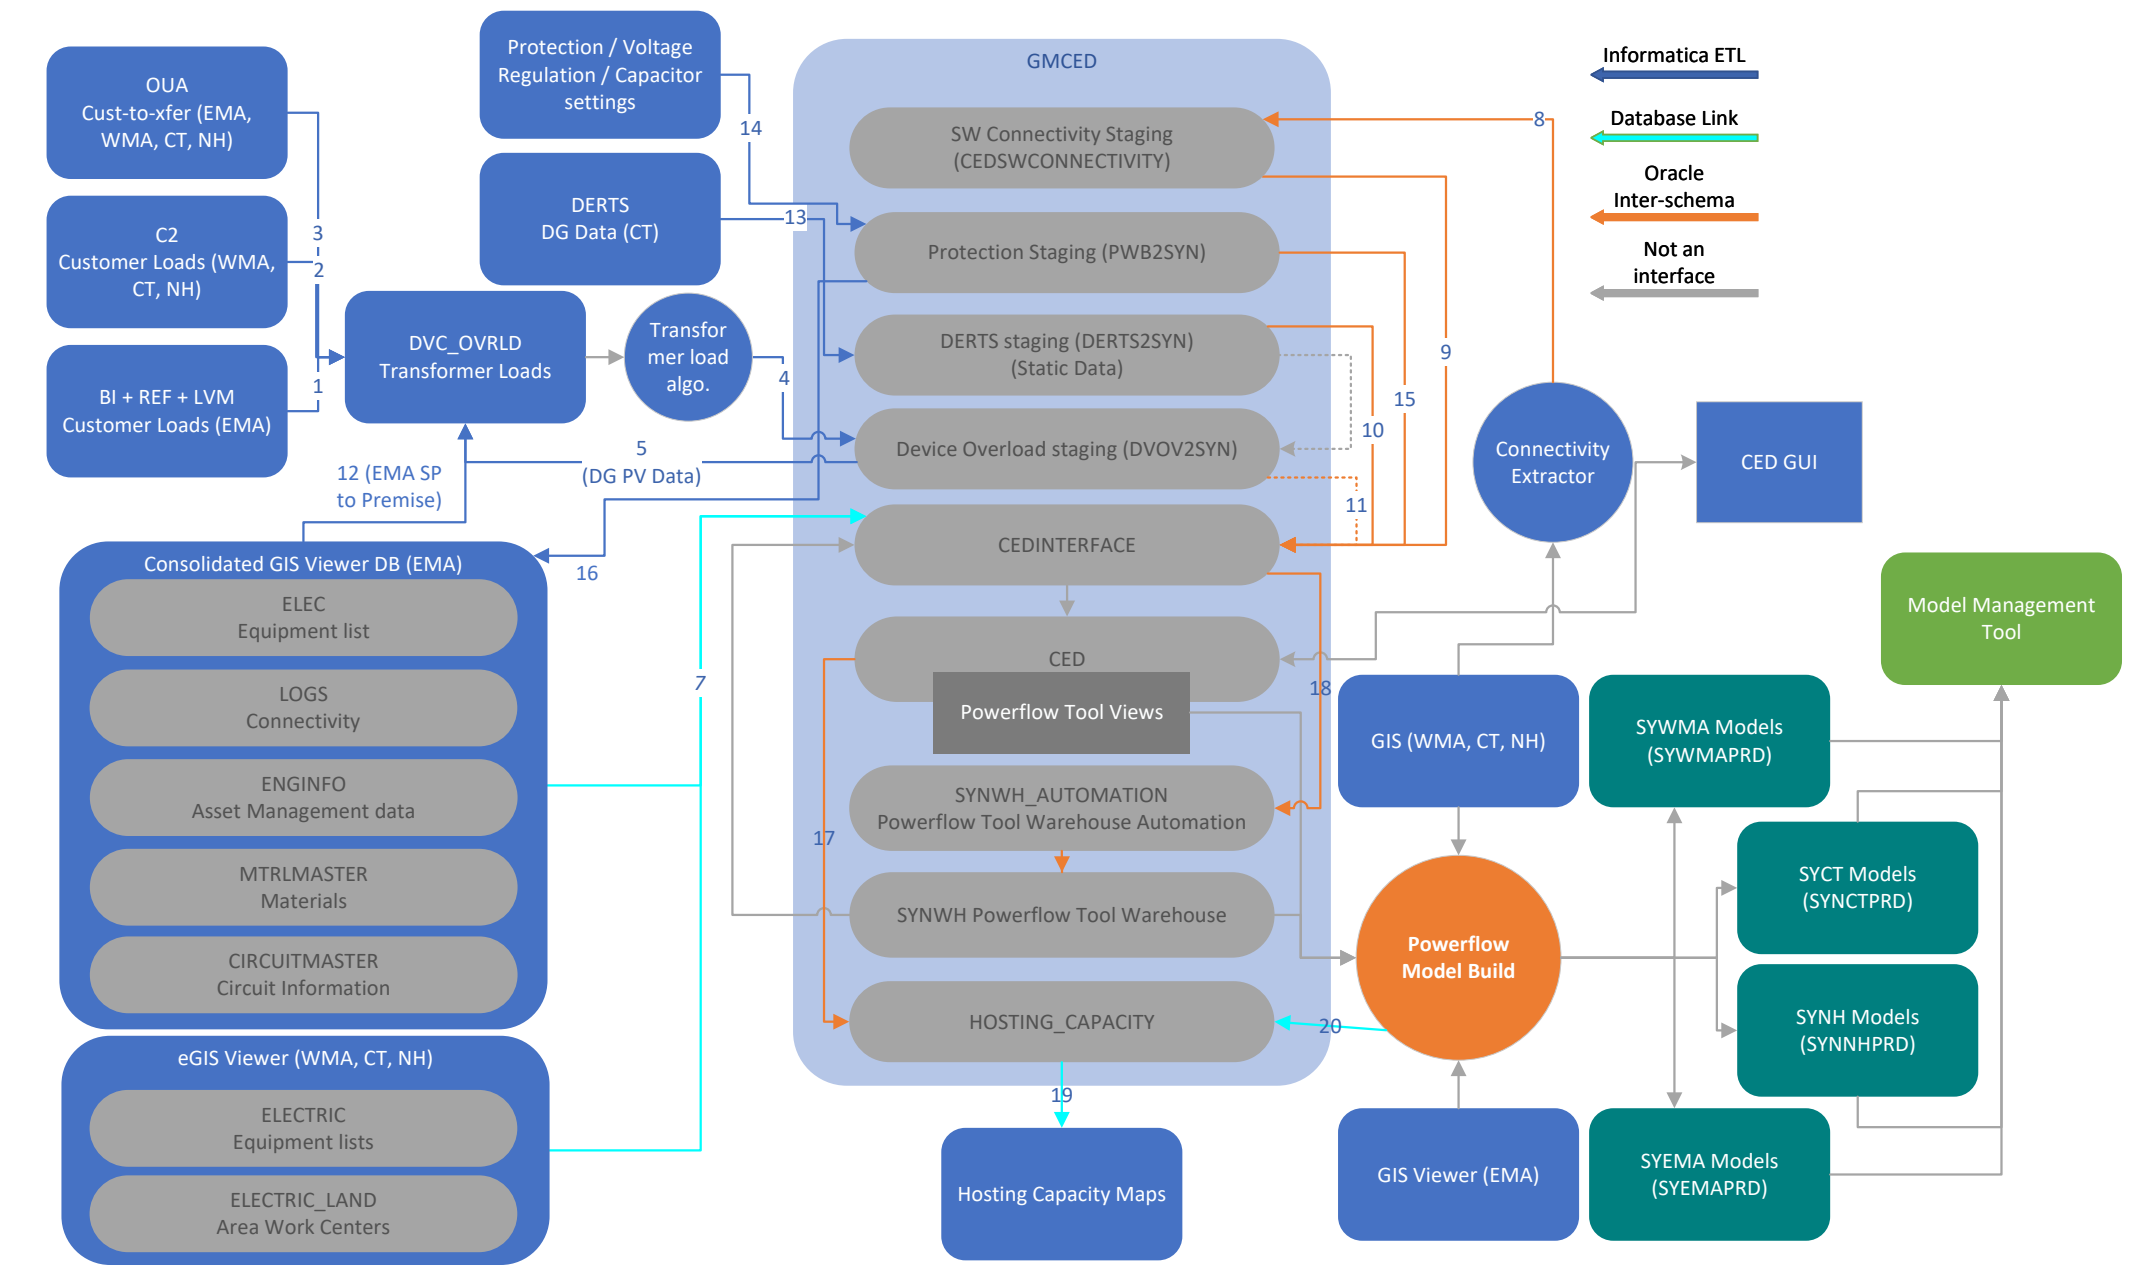 OUA
Cust-to-xfer (EMA,
WMA, CT, NH)
C2
Customer Loads (WMA,
CT, NH)
BI + REF + LVM
Customer Loads (EMA)
3
2
1
Protection / Voltage
Regulation / Capacitor
settings
14
DERTS
DG Data (CT)
13
DVC_OVRLD
Transformer Loads
Transfor
mer load
algo.
4
5
(DG PV Data)
12 (EMA SP
to Premise)
16
7
Consolidated GIS Viewer DB (EMA)
ELEC
Equipment list
LOGS
Connectivity
ENGINFO
Asset Management data
MTRLMASTER
Materials
CIRCUITMASTER
Circuit Information
eGIS Viewer (WMA, CT, NH)
ELECTRIC
Equipment lists
ELECTRIC_LAND
Area Work Centers
GMCED
SW Connectivity Staging
(CEDSWCONNECTIVITY)
Protection Staging (PWB2SYN)
DERTS staging (DERTS2SYN)
(Static Data)
Device Overload staging (DVOV2SYN)
CEDINTERFACE
CED
Powerflow Tool Views
SYNWH_AUTOMATION
Powerflow Tool Warehouse Automation
SYNWH Powerflow Tool Warehouse
HOSTING_CAPACITY
8
9
15
10
11
18
17
20
19
Hosting Capacity Maps
Informatica ETL
Database Link
Oracle
Inter-schema
Not an
interface
Connectivity
Extractor
CED GUI
Model Management
Tool
GIS (WMA, CT, NH)
SYWMA Models
(SYWMAPRD)
SYCT Models
(SYNCTPRD)
Powerflow
Model Build
SYNH Models
(SYNNHPRD)
GIS Viewer (EMA)
SYEMA Models
(SYEMAPRD)